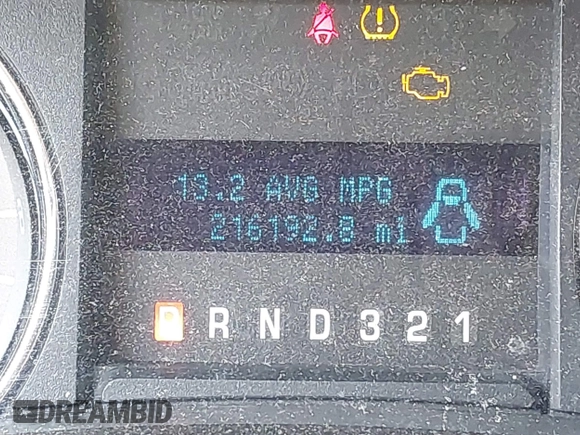 13.2 AVG MPG
216192.8 mi
P R N D 3 2 1
DREAMBID